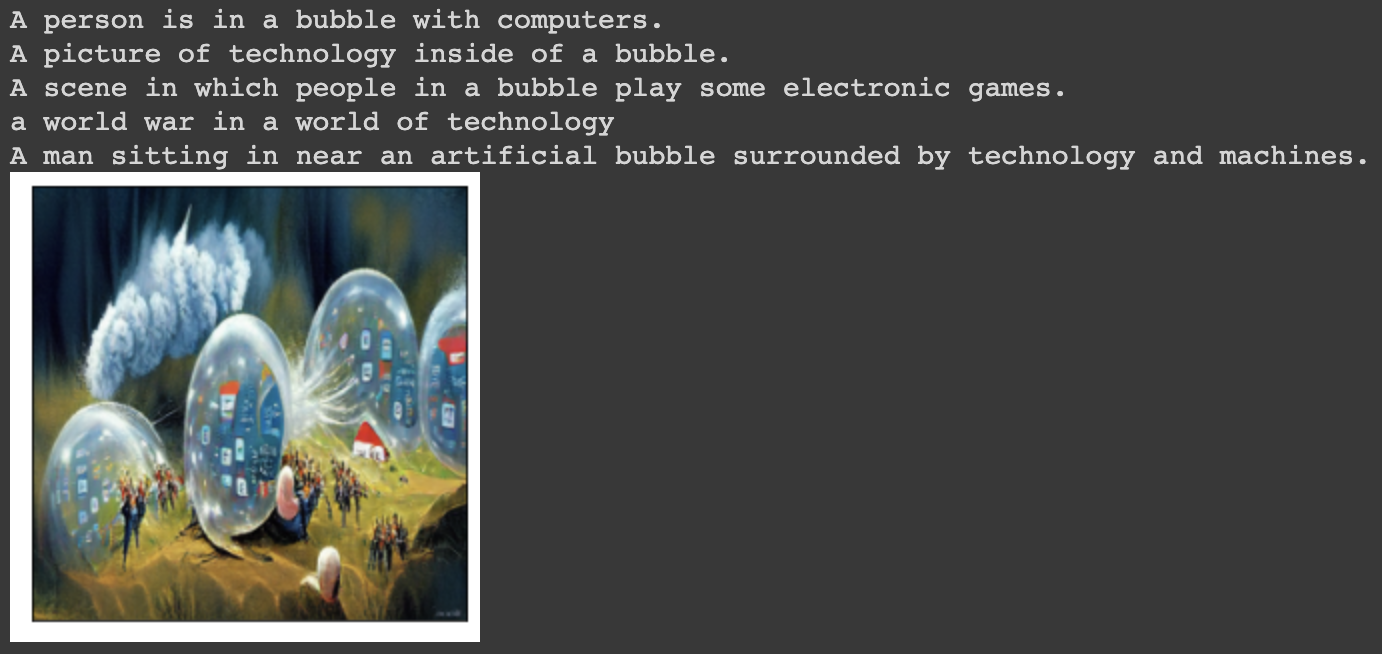 A person is in a bubble with computers.
A picture of technology inside of a bubble.
A scene in which people in a bubble play some electronic games.
a world war in a world of technology
A man sitting in near an artificial bubble surrounded by technology and machines.